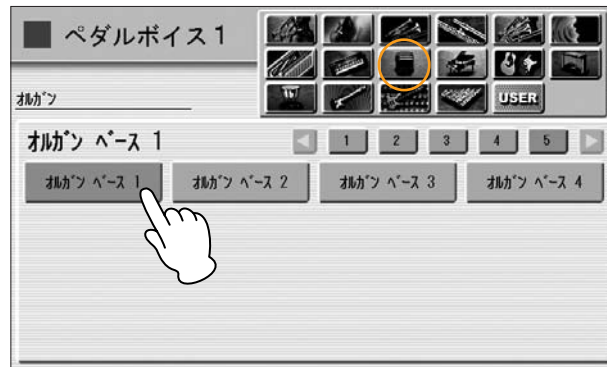 ペダルボイス1
オルガン
USER
オルガン ベース 1
1 2 3 4 5
オルガン ベース 1 オルガン ベース 2 オルガン ベース 3 オルガン ベース 4